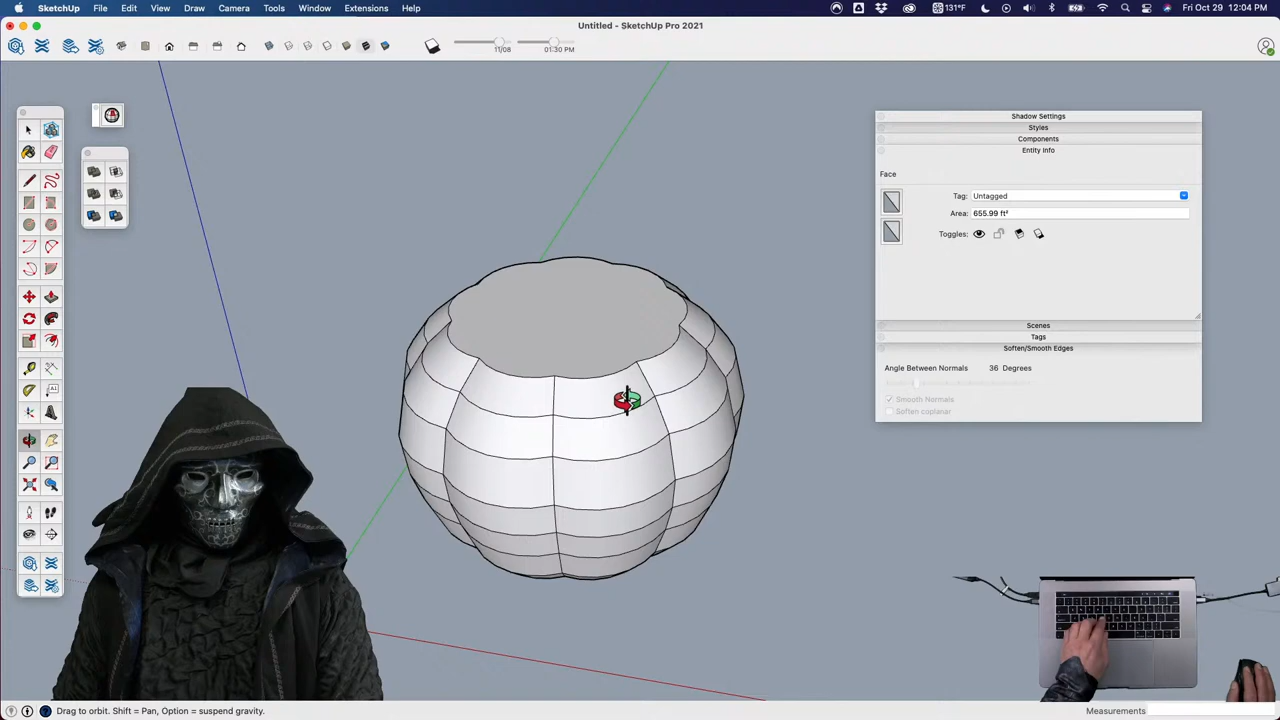 SketchUp File Edit View Draw Camera Tools Window Extensions Help 131°F Fri Oct 29 12:04 PM
Untitled - SketchUp Pro 2021
11/08 01:30 PM
Shadow Settings
Styles
Components
Entity Info
Face
Tag: Untagged
Area: 655.99 ft²
Toggles:
Scenes
Tags
Soften/Smooth Edges
Angle Between Normals 36 Degrees
Smooth Normals
Soften coplanar
Drag to orbit. Shift = Pan, Option = suspend gravity.
Measurements